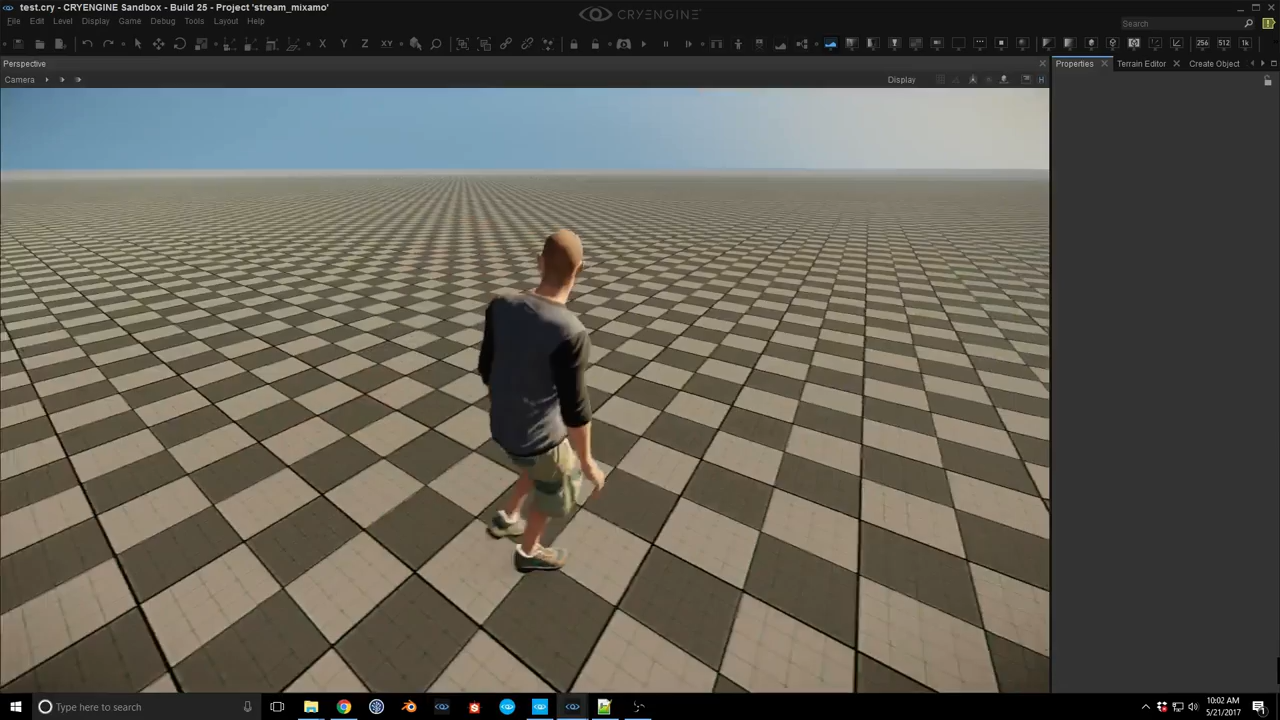 test.cry - CRYENGINE Sandbox - Build 25 - Project 'stream_mixamo'
CRYENGINE
File Edit Level Display Game Debug Tools Layout Help
Search
X Y Z XY
256 512 1k
Perspective
Properties Terrain Editor Create Object
Camera
Display
H
Type here to search
10:02 AM
5/21/2017